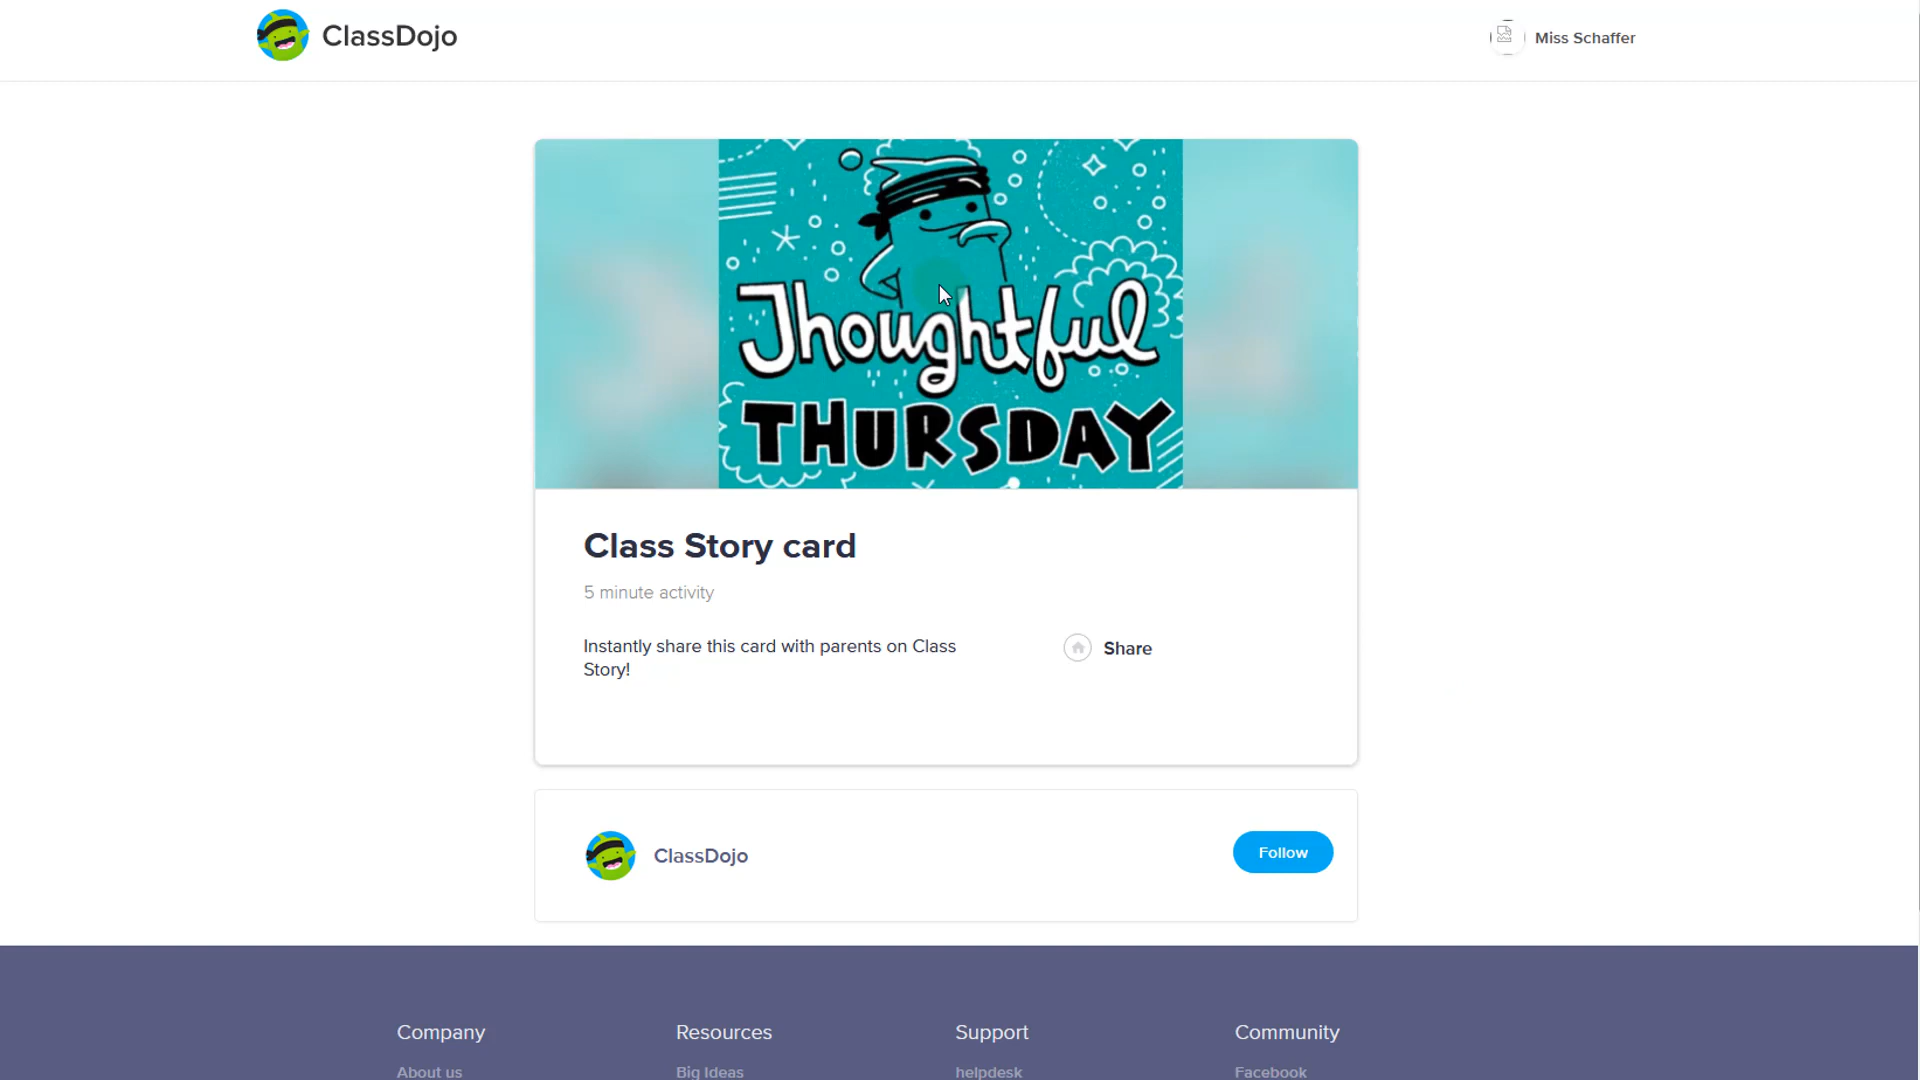 ClassDojo
Miss Schaffer
Thoughtful
THURSDAY
Class Story card
5 minute activity
Instantly share this card with parents on Class
Story!
Share
ClassDojo
Follow
Company
Resources
Support
Community
About us
Big Ideas
helpdesk
Facebook